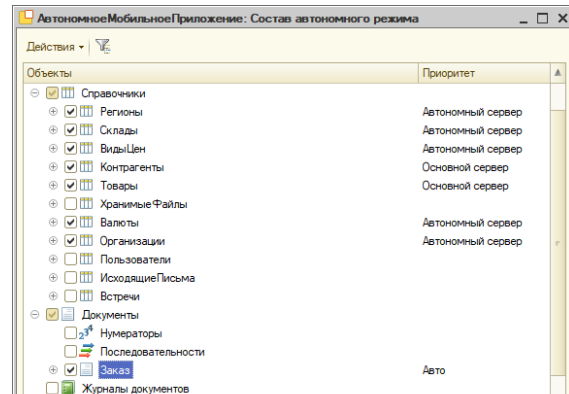 АвтономноеМобильноеПриложение: Состав автономного режима
Действия
Объекты Приоритет
Справочники
Регионы Автономный сервер
Склады Автономный сервер
ВидыЦен Автономный сервер
Контрагенты Основной сервер
Товары Основной сервер
ХранимыеФайлы
Валюты Автономный сервер
Организации Автономный сервер
Пользователи
ИсходящиеПисьма
Встречи
Документы
Нумераторы
Последовательности
Заказ Авто
Журналы документов